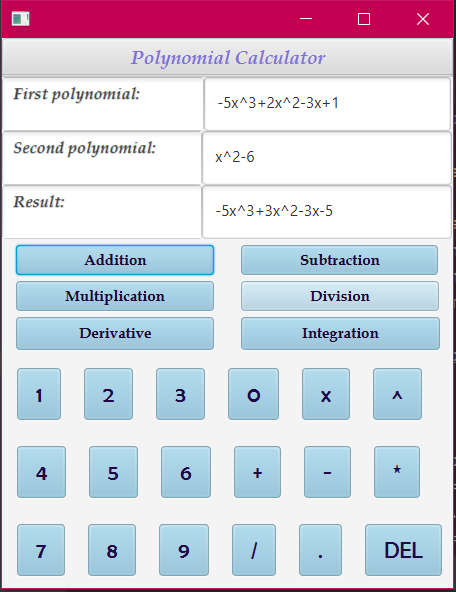 Polynomial Calculator
First polynomial: -5x^3+2x^2-3x+1
Second polynomial: x^2-6
Result: -5x^3+3x^2-3x-5
Addition Subtraction
Multiplication Division
Derivative Integration
1 2 3 0 x ^
4 5 6 + - *
7 8 9 / . DEL